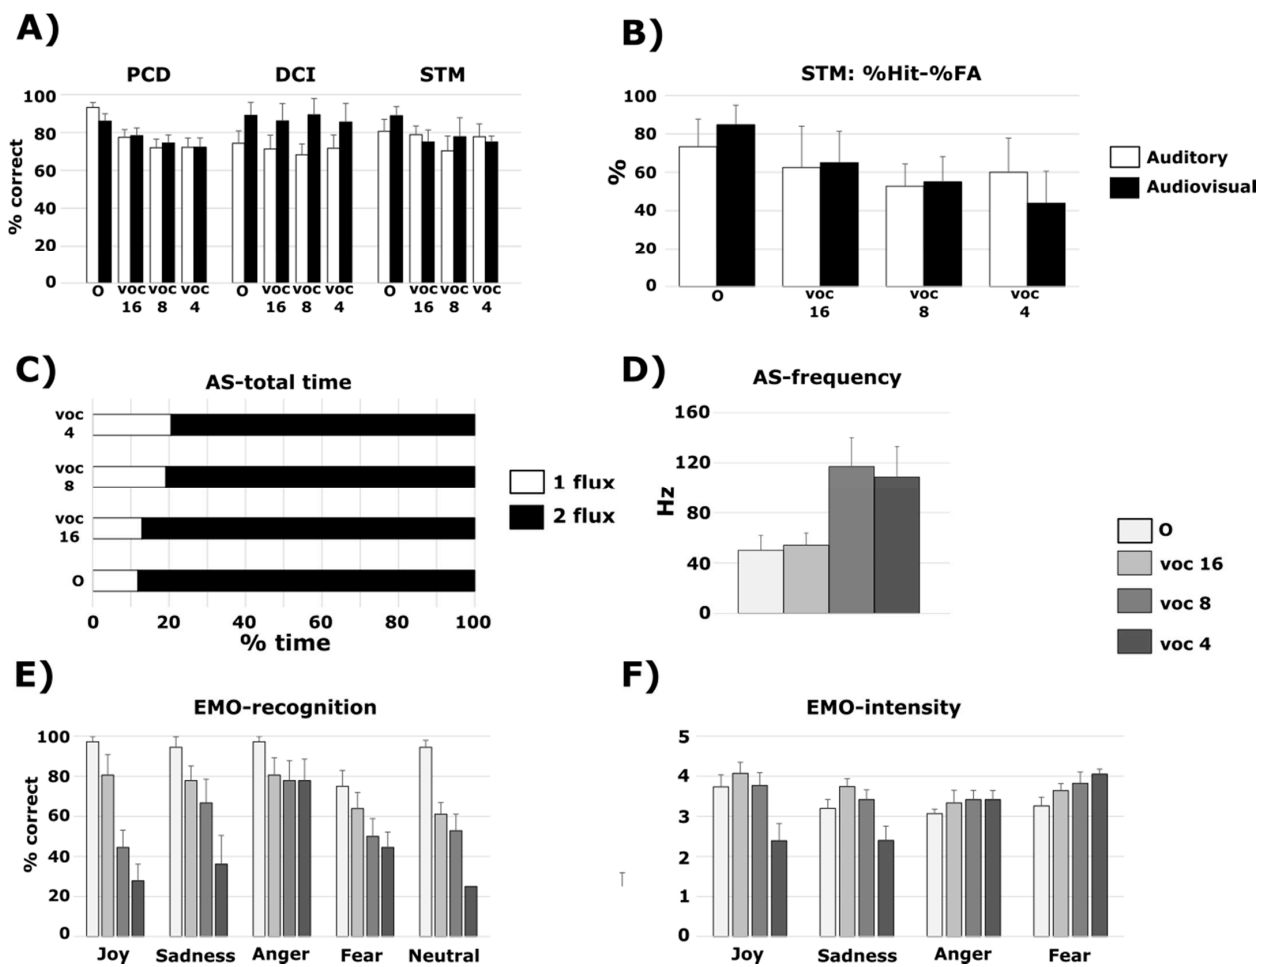 A)
PCD DCI STM
% correct
100
80
60
40
20
0
O voc 16 voc 8 voc 4
O voc 16 voc 8 voc 4
O voc 16 voc 8 voc 4
B)
STM: %Hit-%FA
%
100
80
60
40
20
0
O voc 16 voc 8 voc 4
Auditory
Audiovisual
C)
AS-total time
voc 4
voc 8
voc 16
O
0 20 40 60 80 100
% time
1 flux
2 flux
D)
AS-frequency
Hz
160
120
80
40
0
O
voc 16
voc 8
voc 4
E)
EMO-recognition
% correct
100
80
60
40
20
0
Joy Sadness Anger Fear Neutral
F)
EMO-intensity
5
4
3
2
1
0
Joy Sadness Anger Fear